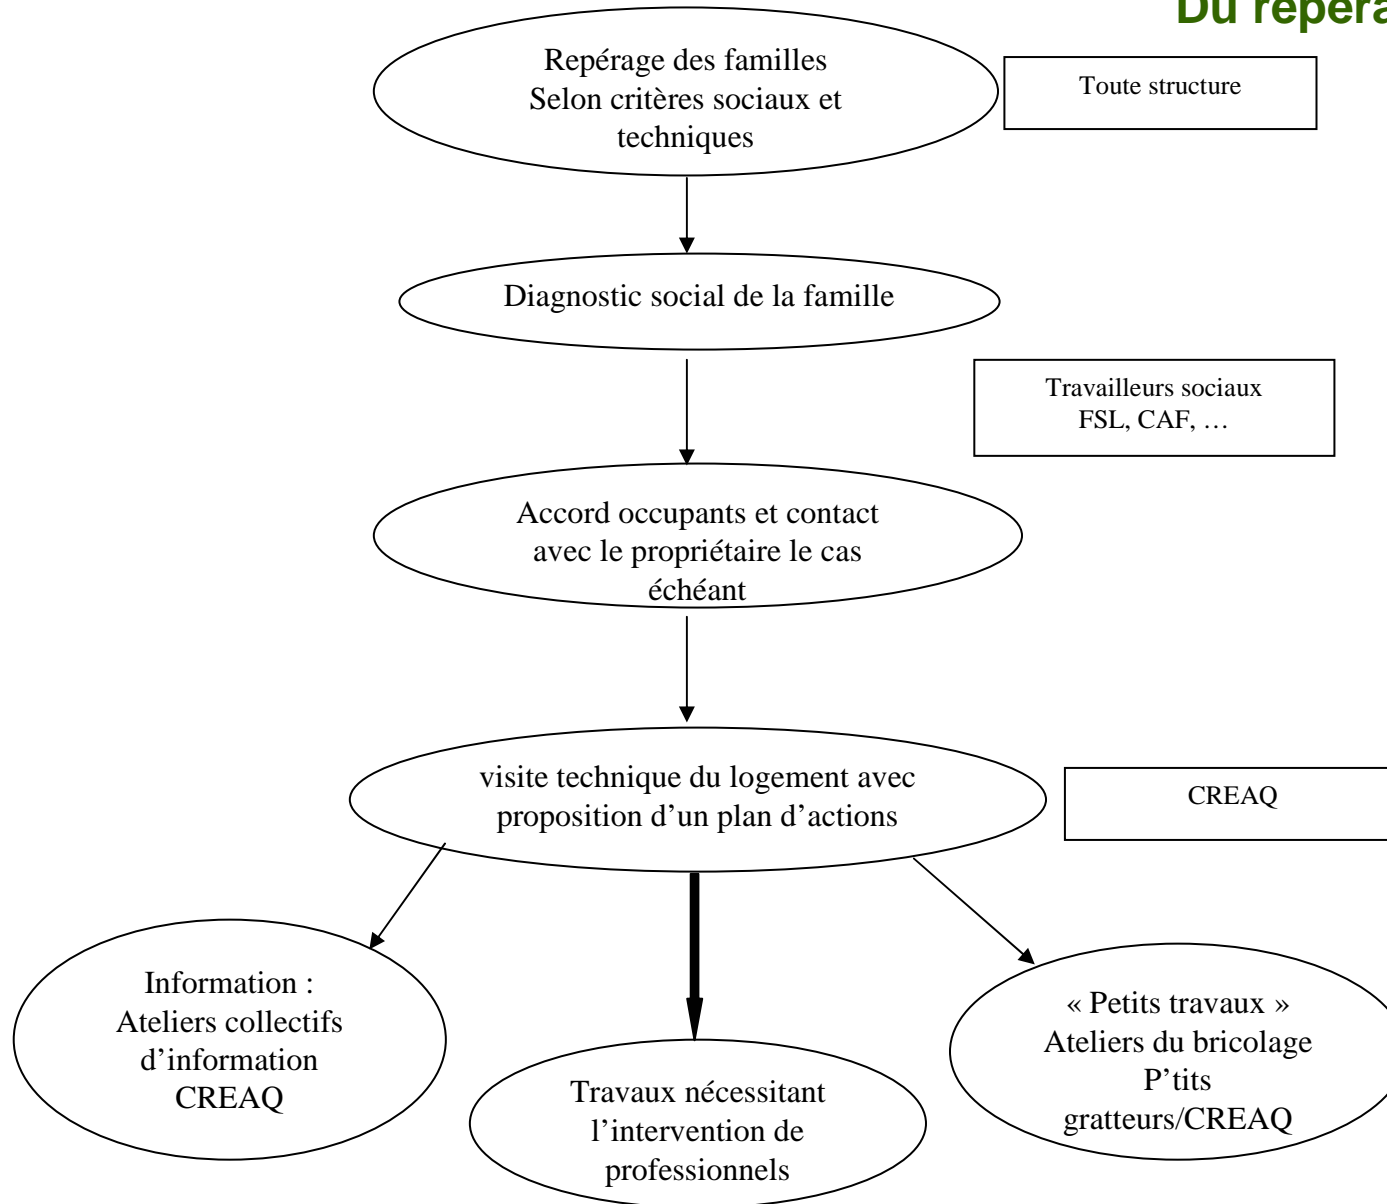 Du repéra
Repérage des familles
Selon critères sociaux et
techniques
Toute structure
Diagnostic social de la famille
Travailleurs sociaux
FSL, CAF, …
Accord occupants et contact
avec le propriétaire le cas
échéant
visite technique du logement avec
proposition d’un plan d’actions
CREAQ
Information :
Ateliers collectifs
d’information
CREAQ
Travaux nécessitant
l’intervention de
professionnels
« Petits travaux »
Ateliers du bricolage
P’tits
gratteurs/CREAQ